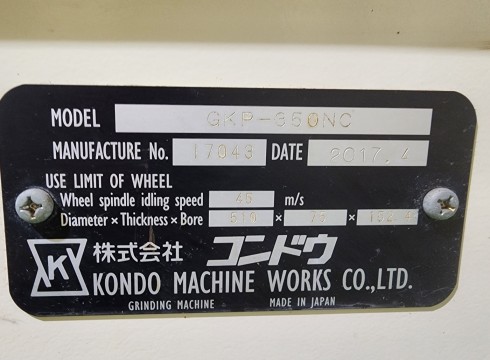 MODEL GKP-350NC
MANUFACTURE No. 17043 DATE 2017.4
USE LIMIT OF WHEEL
Wheel spindle idling speed 45 m/s
Diameter × Thickness × Bore 510 × 75 ×
K 株式会社 コンドウ
KONDO MACHINE WORKS CO.,LTD.
GRINDING MACHINE MADE IN JAPAN